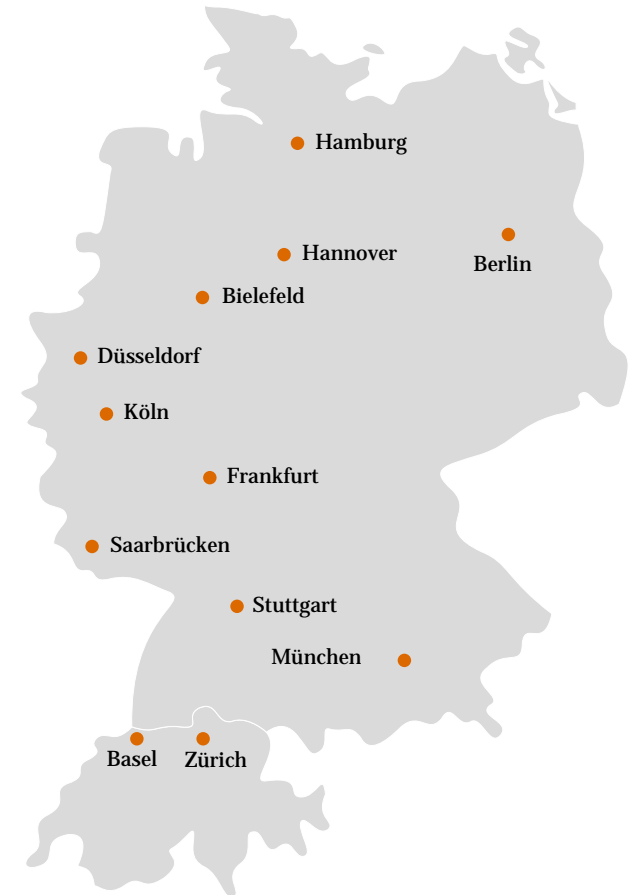 Hamburg
Hannover
Berlin
Bielefeld
Düsseldorf
Köln
Frankfurt
Saarbrücken
Stuttgart
München
Basel
Zürich